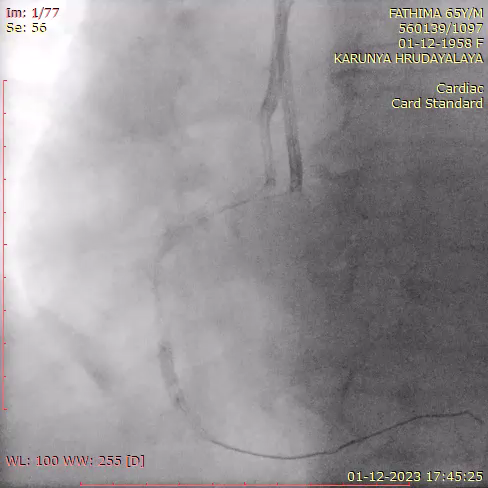 Im: 1/77
Se: 56
FATHIMA 65Y/M
560139/1097
01-12-1958 F
KARUNYA HRUDAYALAYA
Cardiac
Card Standard
WL: 100 WW: 255 [D]
01-12-2023 17:45:25